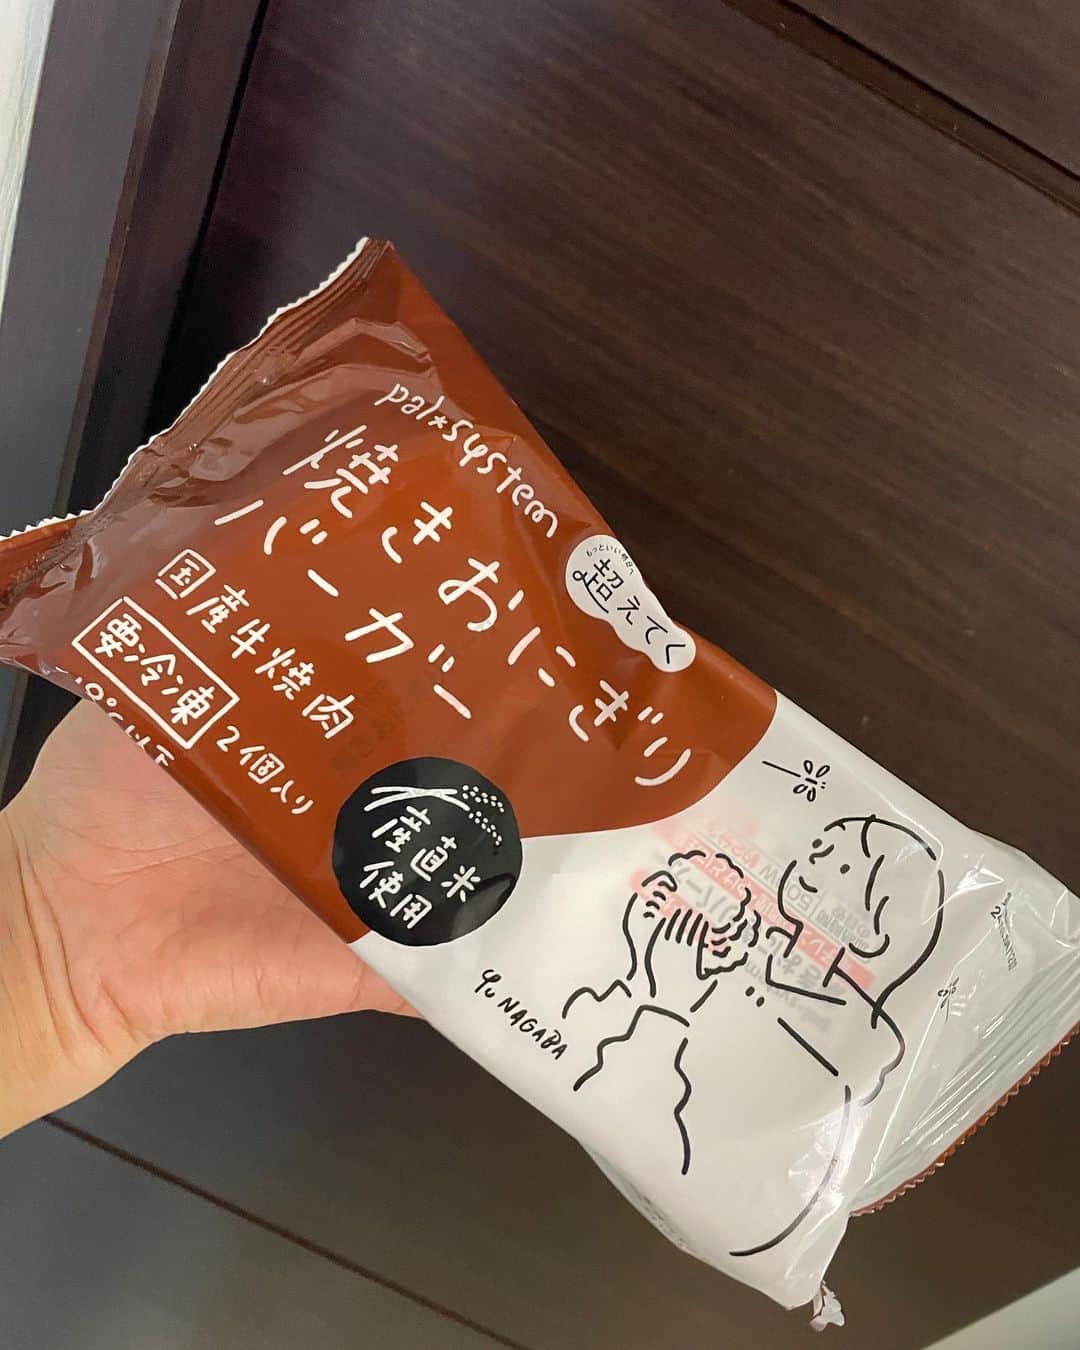 pal*system
焼きおにぎり
バーガー
もっといい明日へ
超えてく
国産牛焼肉
要冷凍
2個入り
産直米
使用
Yu NAGABA